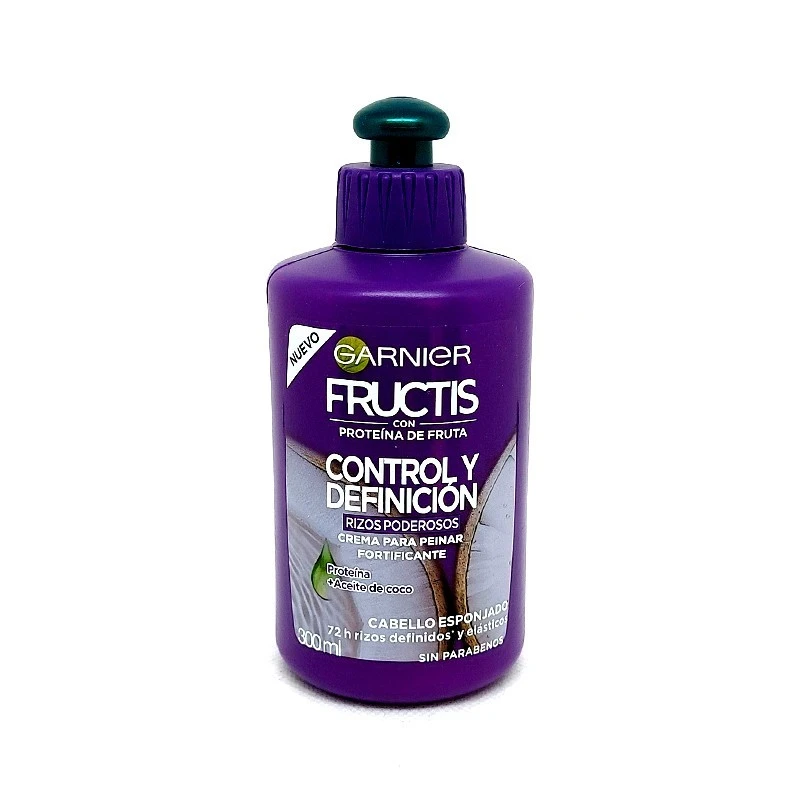 NUEVO
GARNIER
FRUCTIS
CON
PROTEÍNA DE FRUTA
CONTROL Y
DEFINICIÓN
RIZOS PODEROSOS
CREMA PARA PEINAR
FORTIFICANTE
Proteína
+Aceite de coco
CABELLO ESPONJADO
72 h rizos definidos* y elásticos
300 ml
SIN PARABENOS